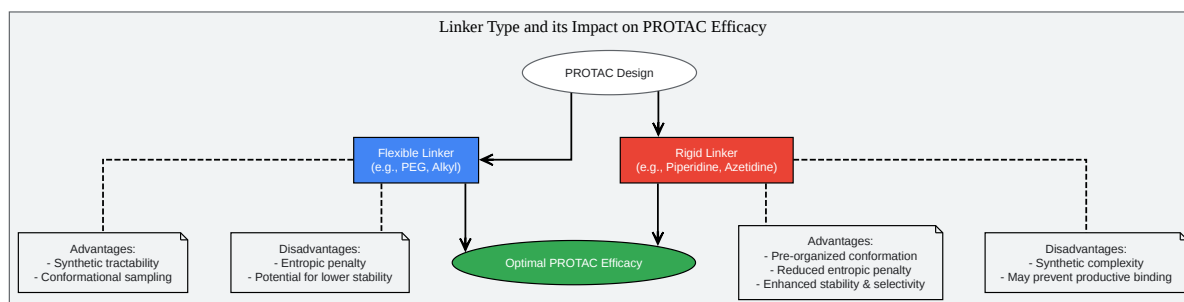 Linker Type and its Impact on PROTAC Efficacy
PROTAC Design
Flexible Linker
(e.g., PEG, Alkyl)
Rigid Linker
(e.g., Piperidine, Azetidine)
Advantages:
- Synthetic tractability
- Conformational sampling
Disadvantages:
- Entropic penalty
- Potential for lower stability
Optimal PROTAC Efficacy
Advantages:
- Pre-organized conformation
- Reduced entropic penalty
- Enhanced stability & selectivity
Disadvantages:
- Synthetic complexity
- May prevent productive binding